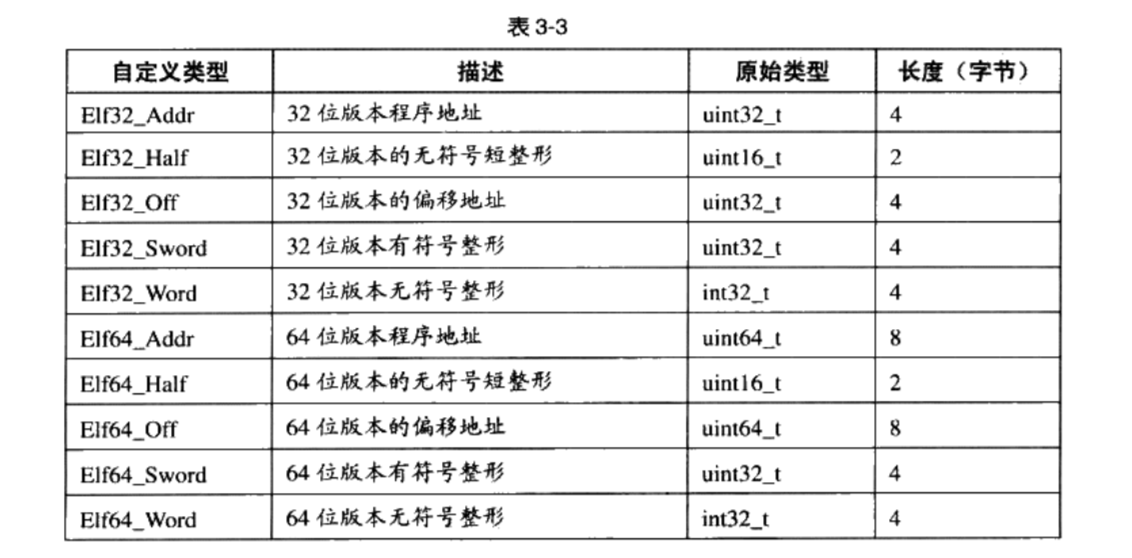 表 3-3
自定义类型 描述 原始类型 长度（字节）
Elf32_Addr 32 位版本程序地址 uint32_t 4
Elf32_Half 32 位版本的无符号短整形 uint16_t 2
Elf32_Off 32 位版本的偏移地址 uint32_t 4
Elf32_Sword 32 位版本有符号整形 uint32_t 4
Elf32_Word 32 位版本无符号整形 int32_t 4
Elf64_Addr 64 位版本程序地址 uint64_t 8
Elf64_Half 64 位版本的无符号短整形 uint16_t 2
Elf64_Off 64 位版本的偏移地址 uint64_t 8
Elf64_Sword 64 位版本有符号整形 uint32_t 4
Elf64_Word 64 位版本无符号整形 int32_t 4